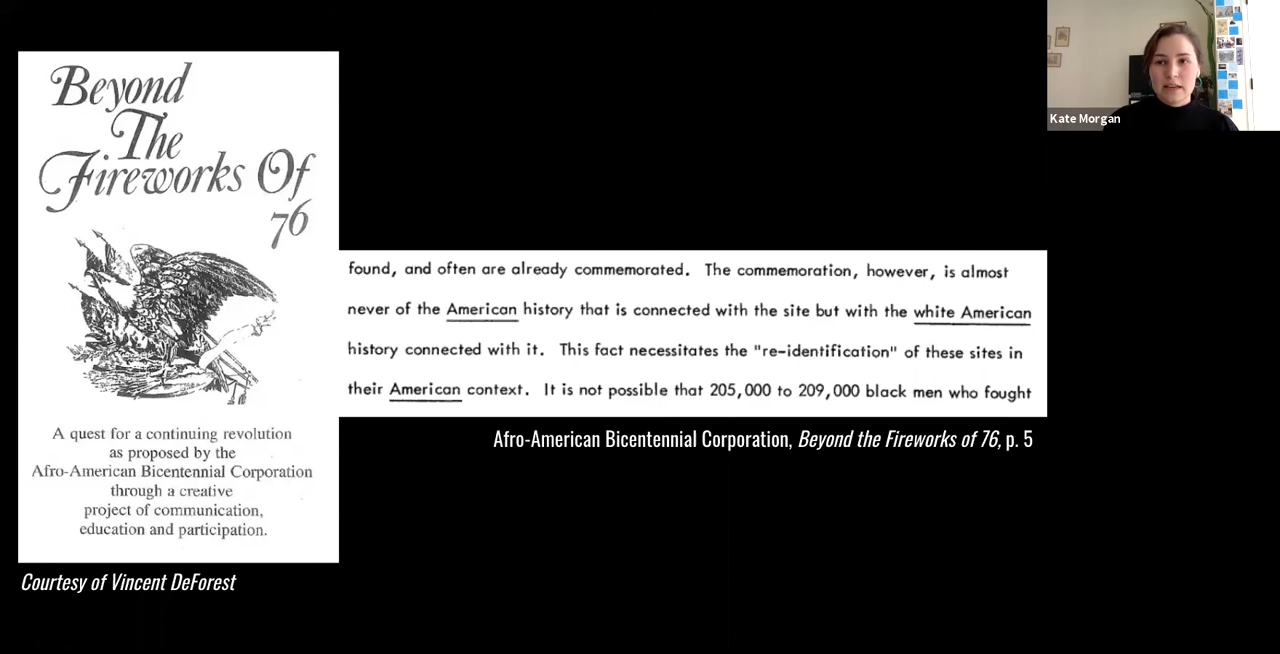 Beyond
The
Fireworks Of
76
A quest for a continuing revolution
as proposed by the
Afro-American Bicentennial Corporation
through a creative
project of communication,
education and participation.
Courtesy of Vincent DeForest
found, and often are already commemorated. The commemoration, however, is almost
never of the American history that is connected with the site but with the white American
history connected with it. This fact necessitates the "re-identification" of these sites in
their American context. It is not possible that 205,000 to 209,000 black men who fought
Afro-American Bicentennial Corporation, Beyond the Fireworks of 76, p. 5
Kate Morgan